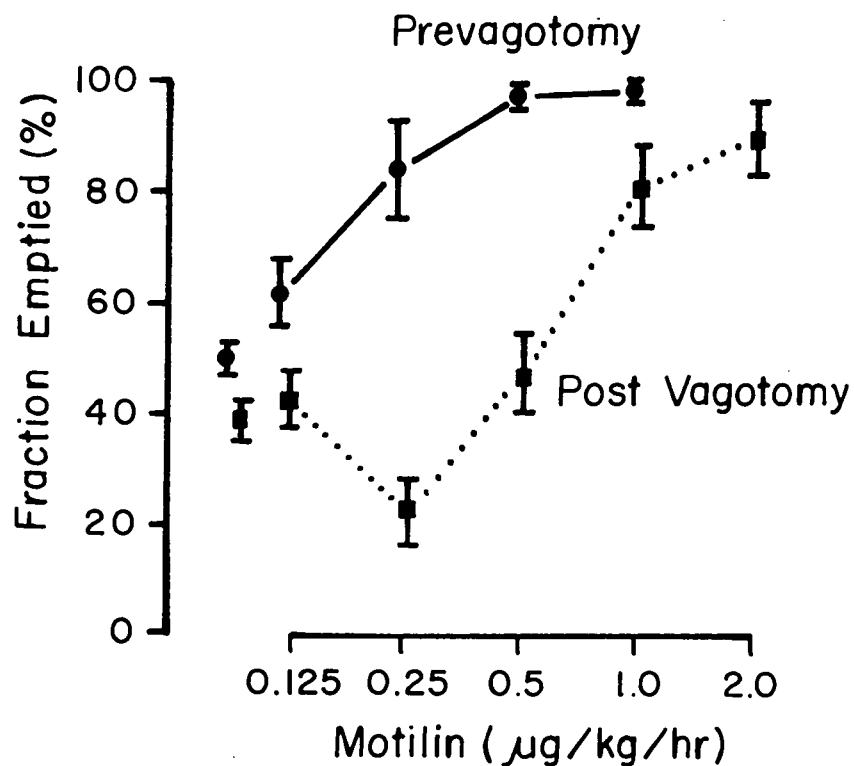 Prevagotomy
100
80
60
40
20
0
Fraction Emptied (%)
Post Vagotomy
0.125 0.25 0.5 1.0 2.0
Motilin (μg/kg/hr)